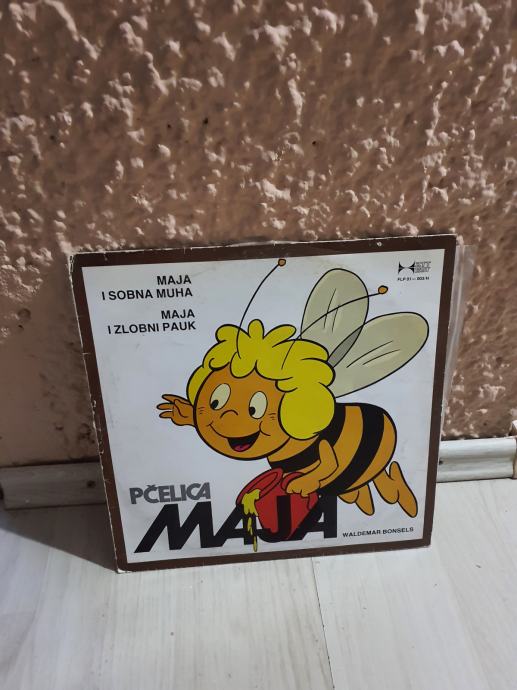 MAJA
I SOBNA MUHA
MAJA
I ZLOBNI PAUK
PČELICA
MAJA
WALDEMAR BONSELS